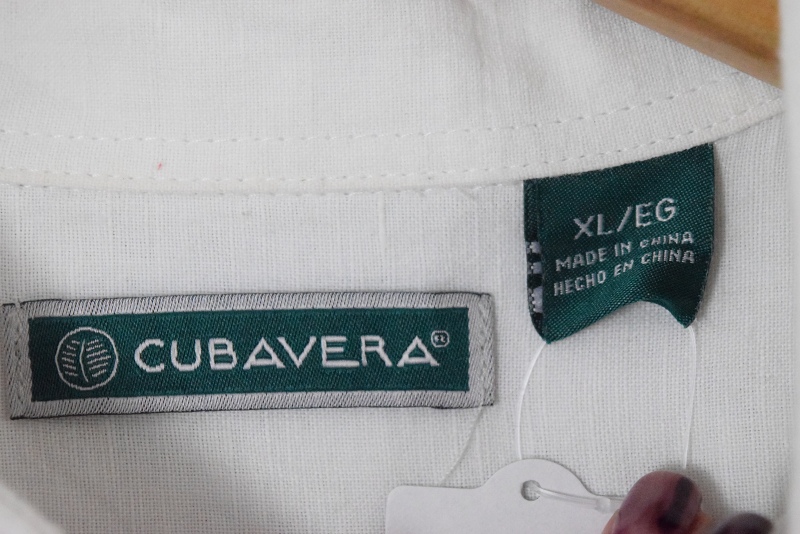 XL/EG
MADE IN CHINA
HECHO EN CHINA
CUBAVERA®